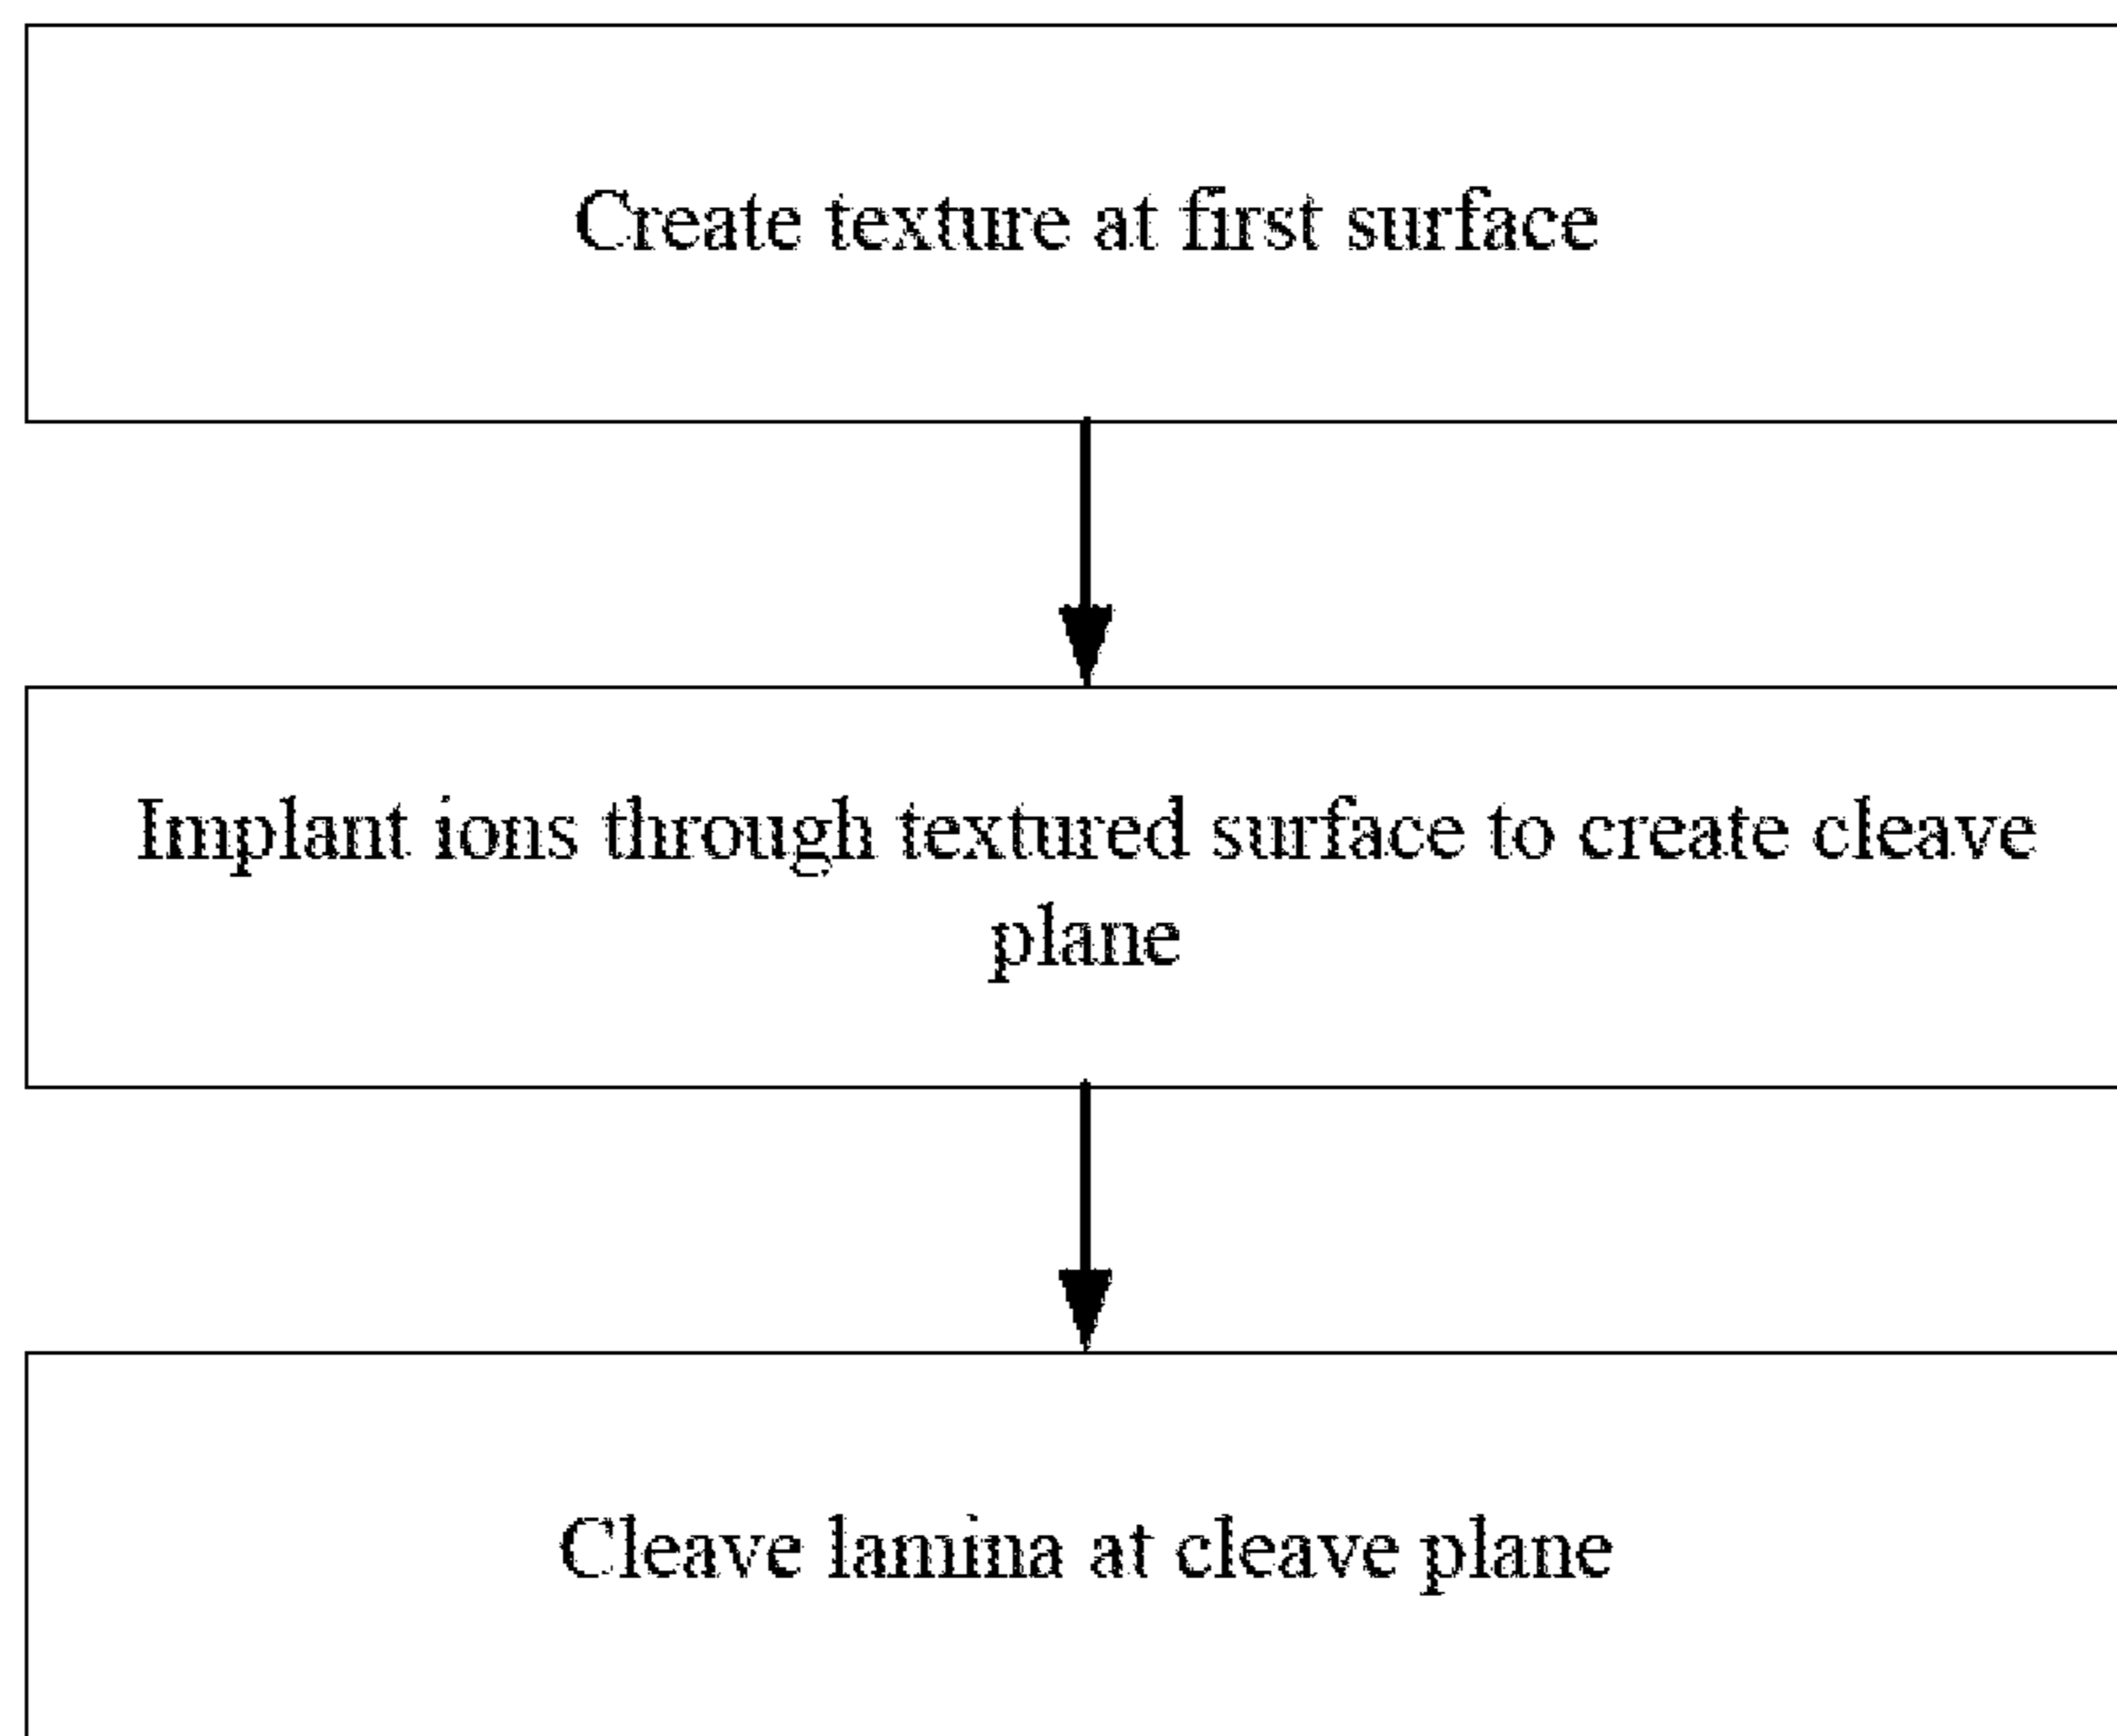 Create texture at first surface
Implant ions through textured surface to create cleave
plane
Cleave lamina at cleave plane